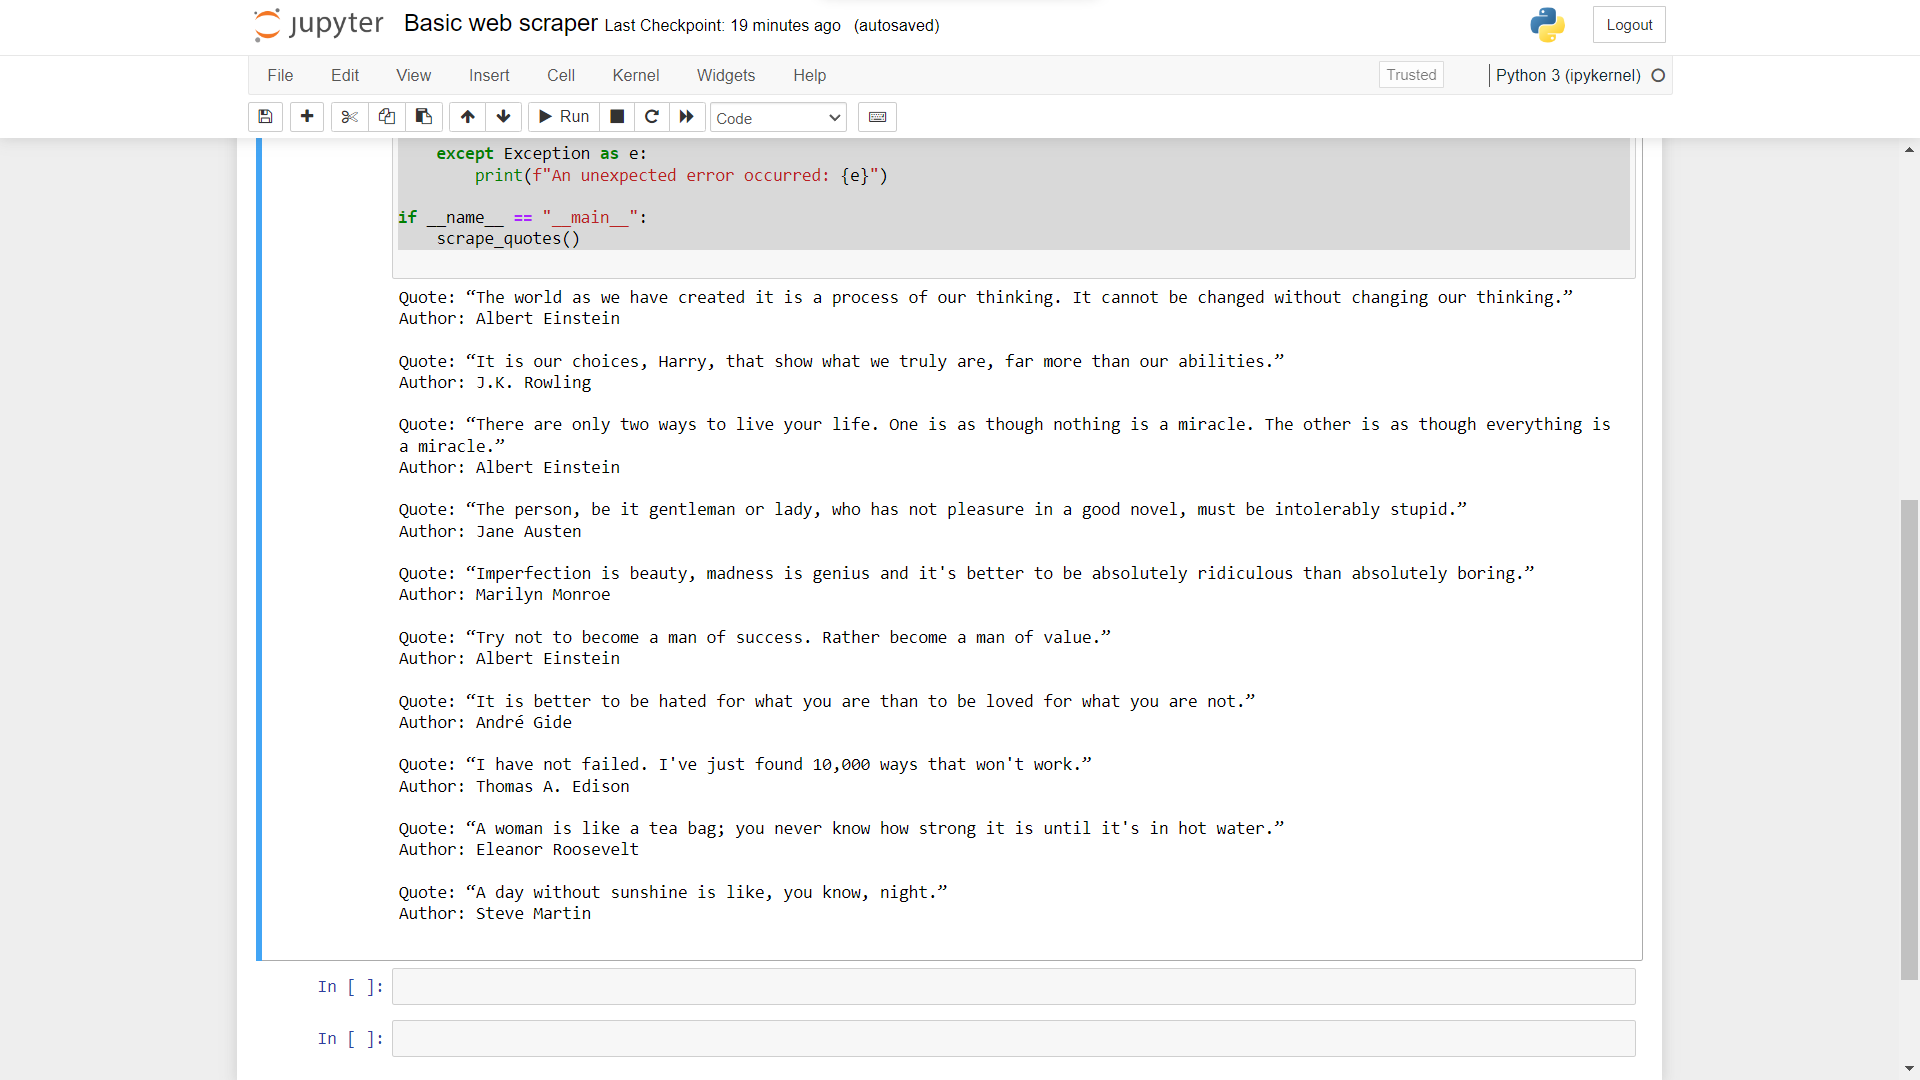 jupyter Basic web scraper Last Checkpoint: 19 minutes ago (autosaved) Logout
File Edit View Insert Cell Kernel Widgets Help Trusted Python 3 (ipykernel)
Run Code
except Exception as e:
print(f"An unexpected error occurred: {e}")
if __name__ == "__main__":
scrape_quotes()
Quote: “The world as we have created it is a process of our thinking. It cannot be changed without changing our thinking.”
Author: Albert Einstein
Quote: “It is our choices, Harry, that show what we truly are, far more than our abilities.”
Author: J.K. Rowling
Quote: “There are only two ways to live your life. One is as though nothing is a miracle. The other is as though everything is
a miracle.”
Author: Albert Einstein
Quote: “The person, be it gentleman or lady, who has not pleasure in a good novel, must be intolerably stupid.”
Author: Jane Austen
Quote: “Imperfection is beauty, madness is genius and it's better to be absolutely ridiculous than absolutely boring.”
Author: Marilyn Monroe
Quote: “Try not to become a man of success. Rather become a man of value.”
Author: Albert Einstein
Quote: “It is better to be hated for what you are than to be loved for what you are not.”
Author: André Gide
Quote: “I have not failed. I've just found 10,000 ways that won't work.”
Author: Thomas A. Edison
Quote: “A woman is like a tea bag; you never know how strong it is until it's in hot water.”
Author: Eleanor Roosevelt
Quote: “A day without sunshine is like, you know, night.”
Author: Steve Martin
In [ ]:
In [ ]: